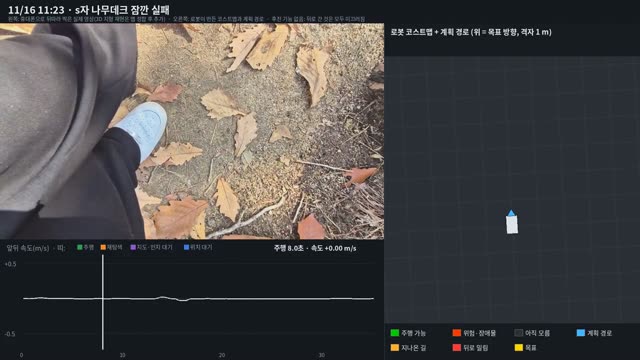 11/16 11:23 · s자 나무데크 잠깐 실패
로봇 코스트맵 + 계획 경로 (위 = 목표 방향, 격자 1 m)
앞뒤 속도(m/s) · 띠:
주행
재탐색
지도·먼지 대기
위치 대기
주행 8.0초 · 속도 +0.00 m/s
+0.5
-0.5
0
10
20
30
주행 가능
위험·장애물
아직 모름
계획 경로
지나온 길
뒤로 밀림
목표